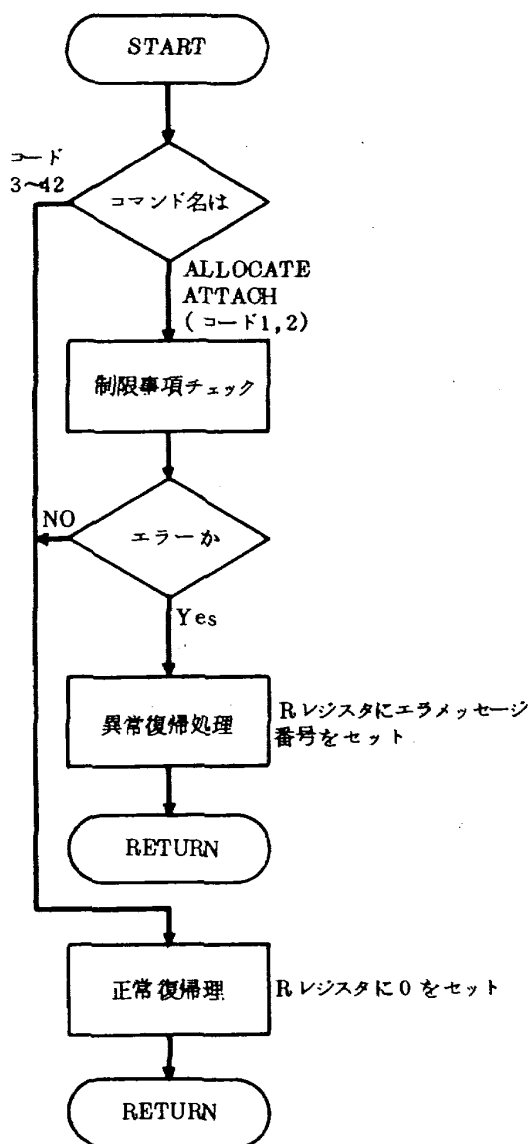 START
コード
3~42
コマンド名は
ALLOCATE
ATTACH
(コード1,2)
制限事項チェック
NO
エラーか
Yes
異常復帰処理
Rレジスタにエラメッセージ
番号をセット
RETURN
正常復帰理
Rレジスタに0をセット
RETURN